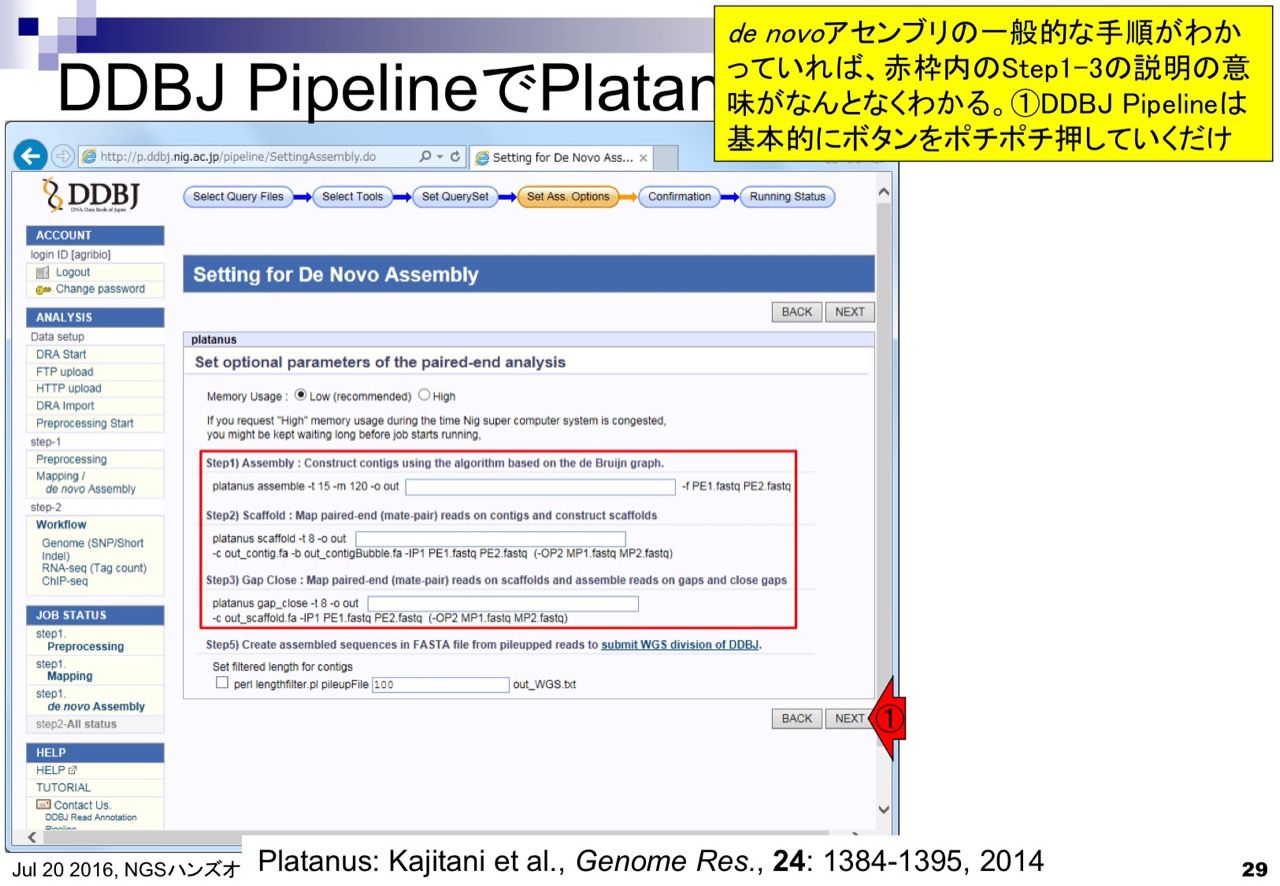 DDBJ PipelineでPlatan
de novoアセンブリの一般的な手順がわか
っていれば、赤枠内のStep1-3の説明の意
味がなんとなくわかる。①DDBJ Pipelineは
基本的にボタンをポチポチ押していくだけ
http://p.ddbj.nig.ac.jp/pipeline/SettingAssembly.do
Setting for De Novo Ass...
DDBJ
DNA Data Bank of Japan
Select Query Files
Select Tools
Set QuerySet
Set Ass. Options
Confirmation
Running Status
ACCOUNT
login ID [agribio]
Logout
Change password
ANALYSIS
Data setup
DRA Start
FTP upload
HTTP upload
DRA Import
Preprocessing Start
step-1
Preprocessing
Mapping /
de novo Assembly
step-2
Workflow
Genome (SNP/Short
Indel)
RNA-seq (Tag count)
ChIP-seq
JOB STATUS
step1.
Preprocessing
step1.
Mapping
step1.
de novo Assembly
step2-All status
HELP
HELP
TUTORIAL
Contact Us.
DDBJ Read Annotation
Pipeline
Setting for De Novo Assembly
BACK NEXT
platanus
Set optional parameters of the paired-end analysis
Memory Usage : Low (recommended) High
If you request "High" memory usage during the time Nig super computer system is congested,
you might be kept waiting long before job starts running,
Step1) Assembly : Construct contigs using the algorithm based on the de Bruijn graph.
platanus assemble -t 15 -m 120 -o out -f PE1.fastq PE2.fastq
Step2) Scaffold : Map paired-end (mate-pair) reads on contigs and construct scaffolds
platanus scaffold -t 8 -o out
-c out_contig.fa -b out_contigBubble.fa -IP1 PE1.fastq PE2.fastq (-OP2 MP1.fastq MP2.fastq)
Step3) Gap Close : Map paired-end (mate-pair) reads on scaffolds and assemble reads on gaps and close gaps
platanus gap_close -t 8 -o out
-c out_scaffold.fa -IP1 PE1.fastq PE2.fastq (-OP2 MP1.fastq MP2.fastq)
Step5) Create assembled sequences in FASTA file from pileupped reads to submit WGS division of DDBJ.
Set filtered length for contigs
perl lengthfilter.pl pileupFile 100 out_WGS.txt
BACK NEXT ①
Jul 20 2016, NGSハンズオ
Platanus: Kajitani et al., Genome Res., 24: 1384-1395, 2014
29